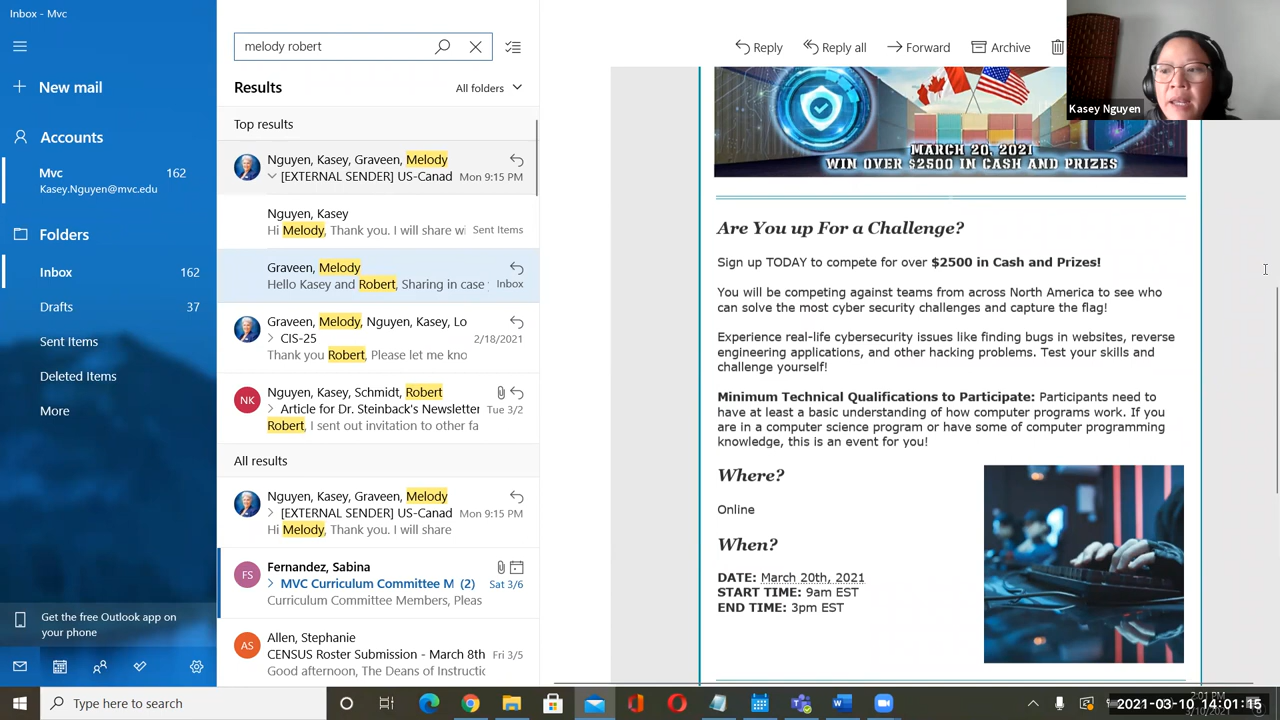 Inbox - Mvc
New mail
Accounts
Mvc 162
Kasey.Nguyen@mvc.edu
Folders
Inbox 162
Drafts 37
Sent Items
Deleted Items
More
Get the free Outlook app on
your phone
melody robert
Results All folders
Top results
Nguyen, Kasey, Graveen, Melody
[EXTERNAL SENDER] US-Canad Mon 9:15 PM
Nguyen, Kasey
Hi Melody, Thank you. I will share wi Sent Items
Graveen, Melody
Hello Kasey and Robert, Sharing in case Inbox
Graveen, Melody, Nguyen, Kasey, Lo
CIS-25 2/18/2021
Thank you Robert, Please let me kno
NK
Nguyen, Kasey, Schmidt, Robert
Article for Dr. Steinback's Newsletter Tue 3/2
Robert, I sent out invitation to other fa
All results
Nguyen, Kasey, Graveen, Melody
[EXTERNAL SENDER] US-Canad Mon 9:15 PM
Hi Melody, Thank you. I will share
FS
Fernandez, Sabina
MVC Curriculum Committee M (2) Sat 3/6
Curriculum Committee Members, Pleas
AS
Allen, Stephanie
CENSUS Roster Submission - March 8th Fri 3/5
Good afternoon, The Deans of Instructic
Reply Reply all Forward Archive
Kasey Nguyen
MARCH 20, 2021
WIN OVER $2500 IN CASH AND PRIZES
Are You up For a Challenge?
Sign up TODAY to compete for over $2500 in Cash and Prizes!
You will be competing against teams from across North America to see who
can solve the most cyber security challenges and capture the flag!
Experience real-life cybersecurity issues like finding bugs in websites, reverse
engineering applications, and other hacking problems. Test your skills and
challenge yourself!
Minimum Technical Qualifications to Participate: Participants need to
have at least a basic understanding of how computer programs work. If you
are in a computer science program or have some of computer programming
knowledge, this is an event for you!
Where?
Online
When?
DATE: March 20th, 2021
START TIME: 9am EST
END TIME: 3pm EST
Type here to search
2:01 PM
2021-03-10 14:01:15
3/10/2021